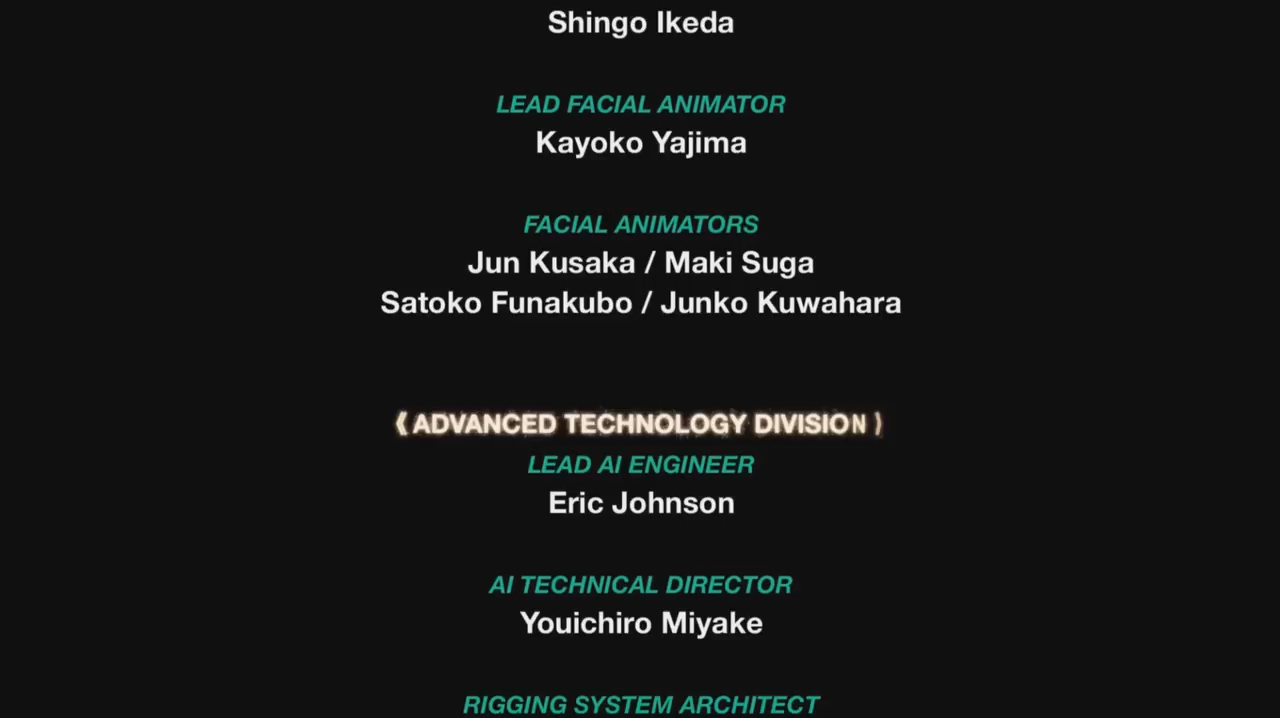 Shingo Ikeda
LEAD FACIAL ANIMATOR
Kayoko Yajima
FACIAL ANIMATORS
Jun Kusaka / Maki Suga
Satoko Funakubo / Junko Kuwahara
⟪ ADVANCED TECHNOLOGY DIVISION ⟫
LEAD AI ENGINEER
Eric Johnson
AI TECHNICAL DIRECTOR
Youichiro Miyake
RIGGING SYSTEM ARCHITECT